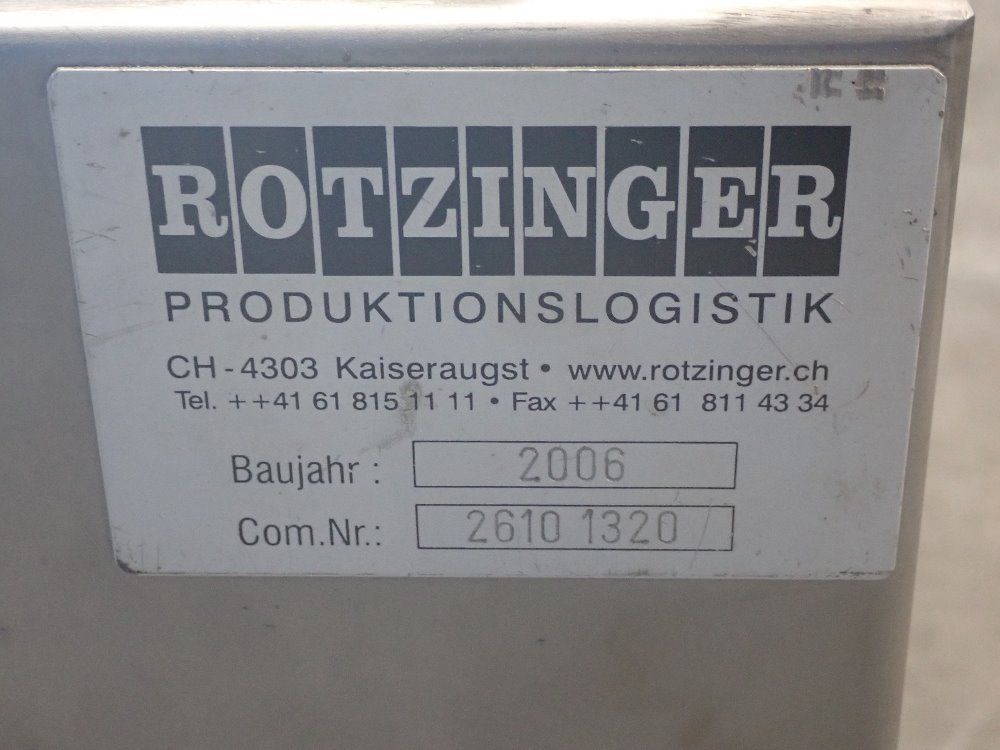 ROTZINGER
PRODUKTIONSLOGISTIK
CH - 4303 Kaiseraugst • www.rotzinger.ch
Tel. ++41 61 815 11 11 • Fax ++41 61 811 43 34
Baujahr : 2006
Com.Nr.: 2610 1320